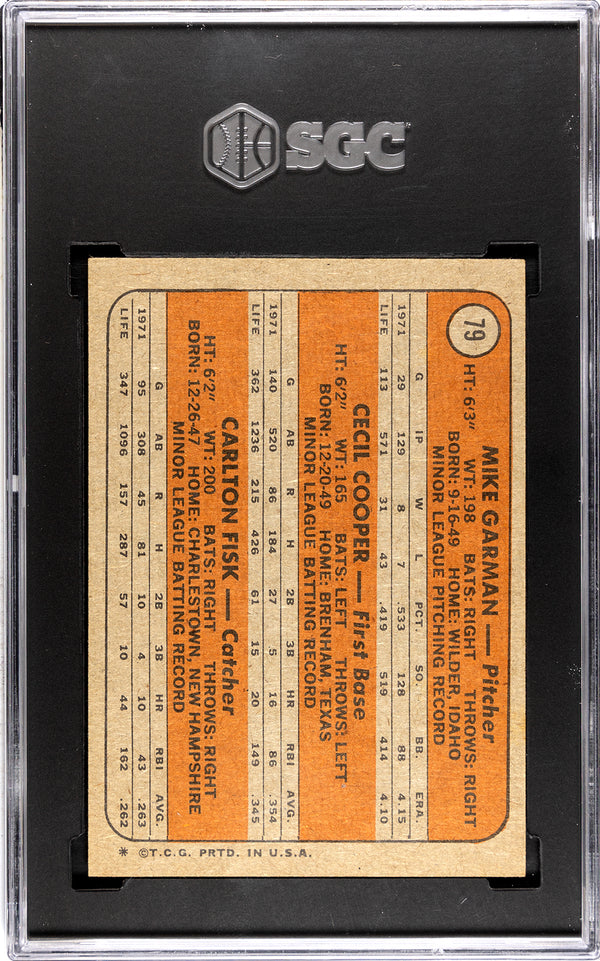 SGC
79
MIKE GARMAN — Pitcher
HT: 6'3" WT: 198 BATS: RIGHT THROWS: RIGHT
BORN: 9-16-49 HOME: WILDER, IDAHO
MINOR LEAGUE PITCHING RECORD
G IP W L PCT. SO. BB. ERA.
1971 29 129 8 7 .533 128 88 4.15
LIFE 113 571 31 43 .419 519 414 4.10
CECIL COOPER — First Base
HT: 6'2" WT: 165 BATS: LEFT THROWS: LEFT
BORN: 12-20-49 HOME: BRENHAM, TEXAS
MINOR LEAGUE BATTING RECORD
G AB R H 2B 3B HR RBI AVG.
1971 140 520 86 184 27 5 16 86 .354
LIFE 362 1236 215 426 61 15 20 149 .345
CARLTON FISK — Catcher
HT: 6'2" WT: 200 BATS: RIGHT THROWS: RIGHT
BORN: 12-26-47 HOME: CHARLESTOWN, NEW HAMPSHIRE
MINOR LEAGUE BATTING RECORD
G AB R H 2B 3B HR RBI AVG.
1971 95 308 45 81 10 4 10 43 .263
LIFE 347 1096 157 287 57 10 44 162 .262
* ©T.C.G. PRTD. IN U.S.A.